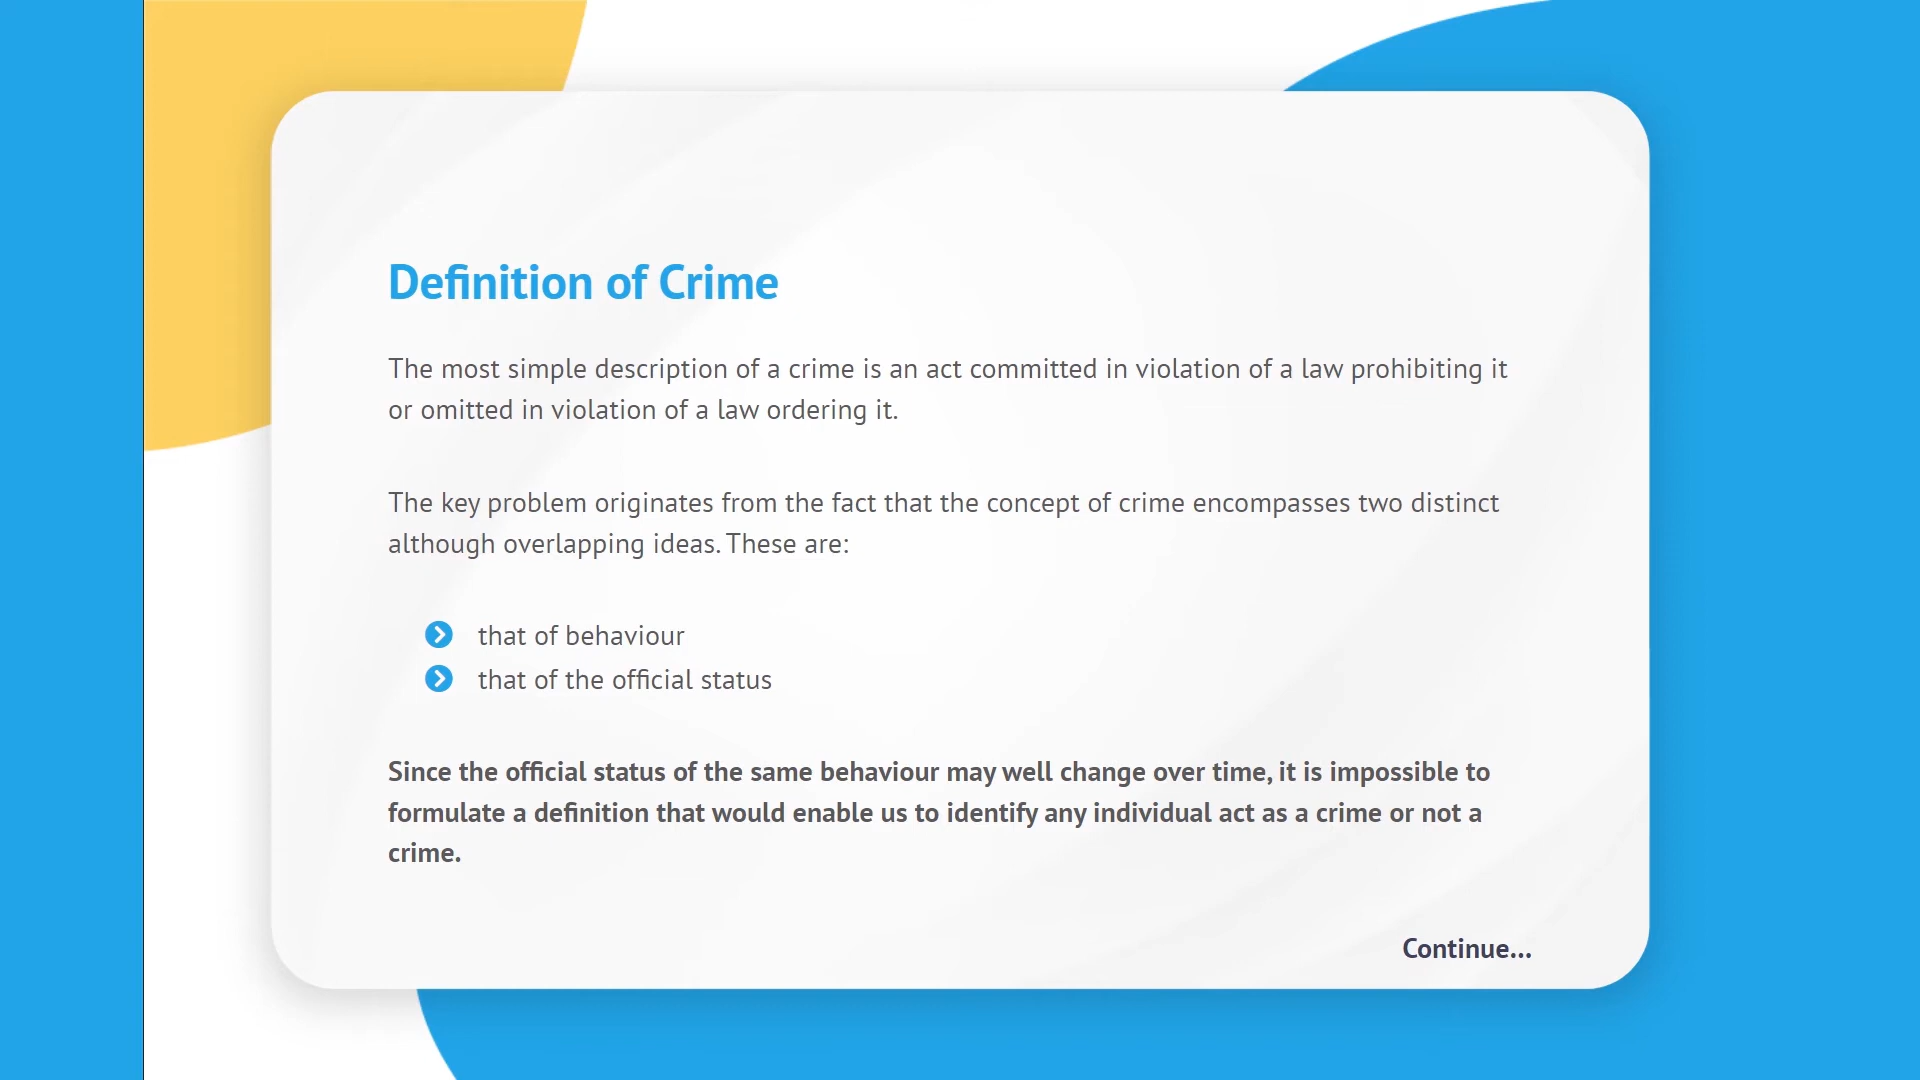 Definition of Crime
The most simple description of a crime is an act committed in violation of a law prohibiting it
or omitted in violation of a law ordering it.
The key problem originates from the fact that the concept of crime encompasses two distinct
although overlapping ideas. These are:
that of behaviour
that of the official status
Since the official status of the same behaviour may well change over time, it is impossible to
formulate a definition that would enable us to identify any individual act as a crime or not a
crime.
Continue...